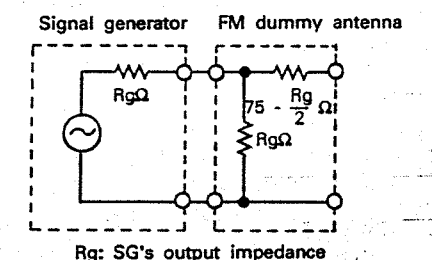 Signal generator FM dummy antenna
RgΩ
75 - Rg/2 Ω
RgΩ
Rg: SG's output impedance